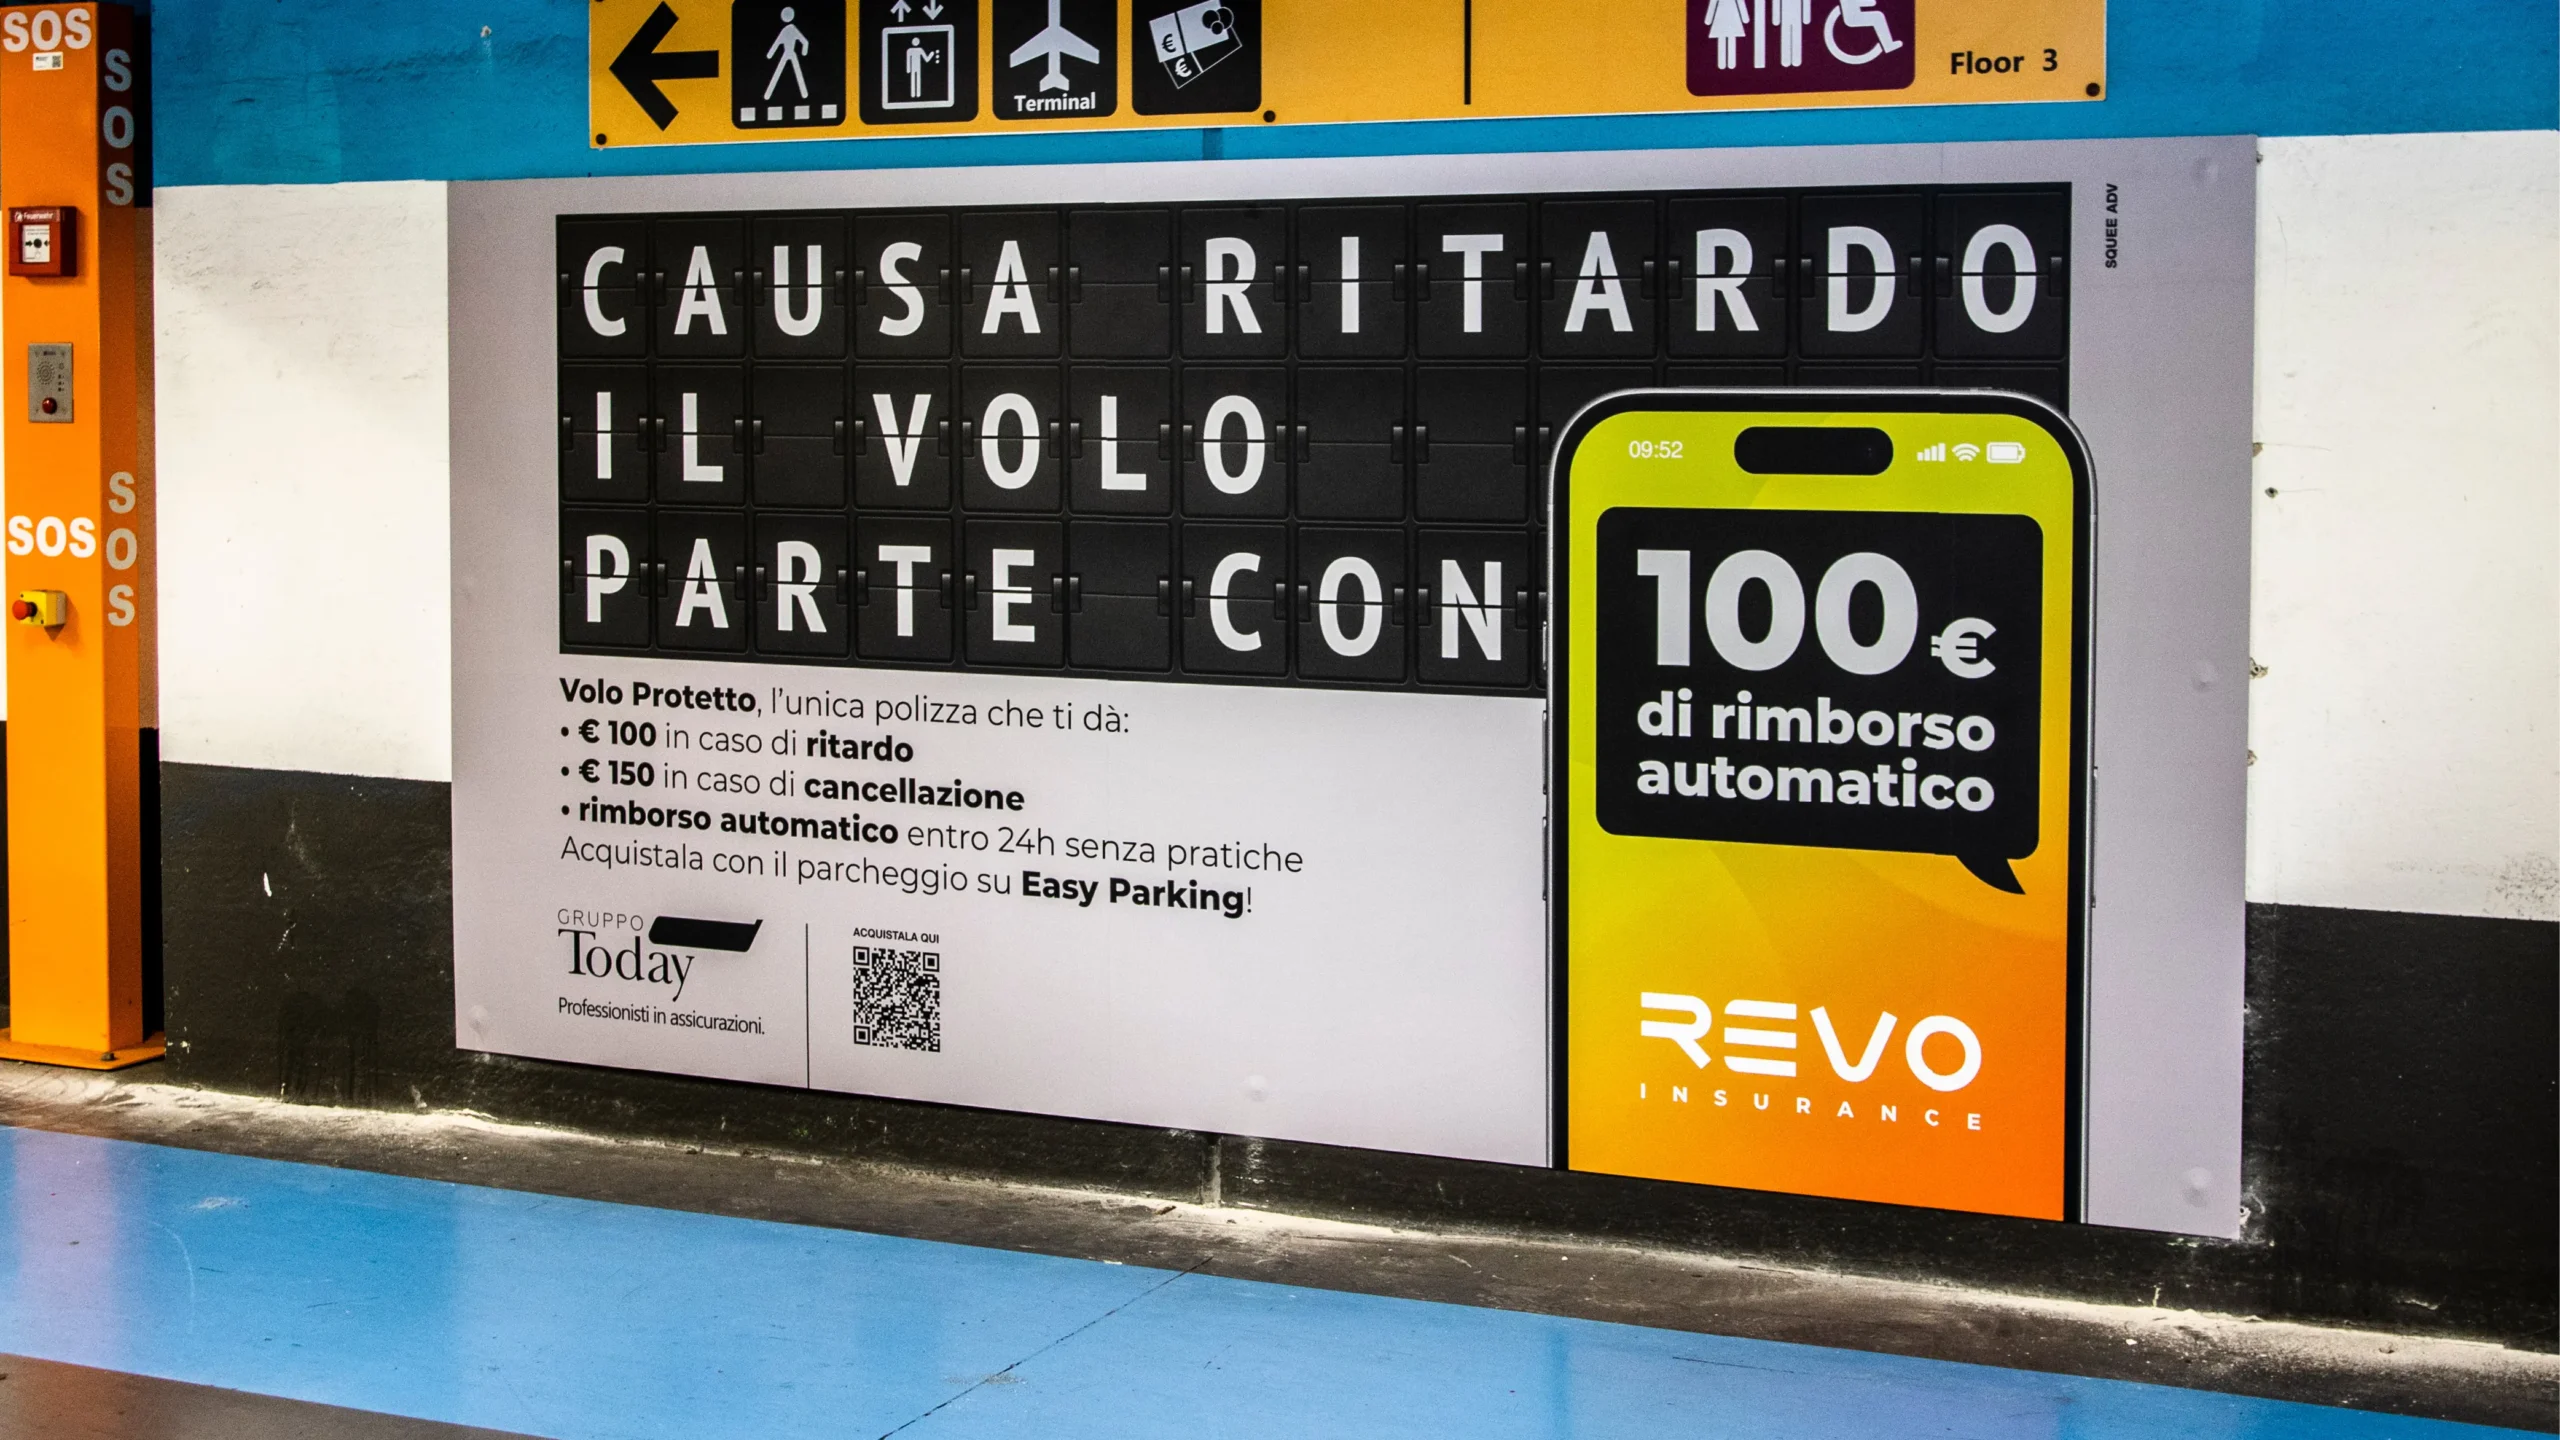 SOS
SOS
Feuerwehr
SOS
SOS
Terminal
€
€
Floor 3
CAUSA RITARDO
IL VOLO
PARTE CON
SQUEE ADV
09:52
100€
di rimborso
automatico
REVO
INSURANCE
Volo Protetto, l'unica polizza che ti dà:
• € 100 in caso di ritardo
• € 150 in caso di cancellazione
• rimborso automatico entro 24h senza pratiche
Acquistala con il parcheggio su Easy Parking!
GRUPPO
Today
Professionisti in assicurazioni.
ACQUISTALA QUI